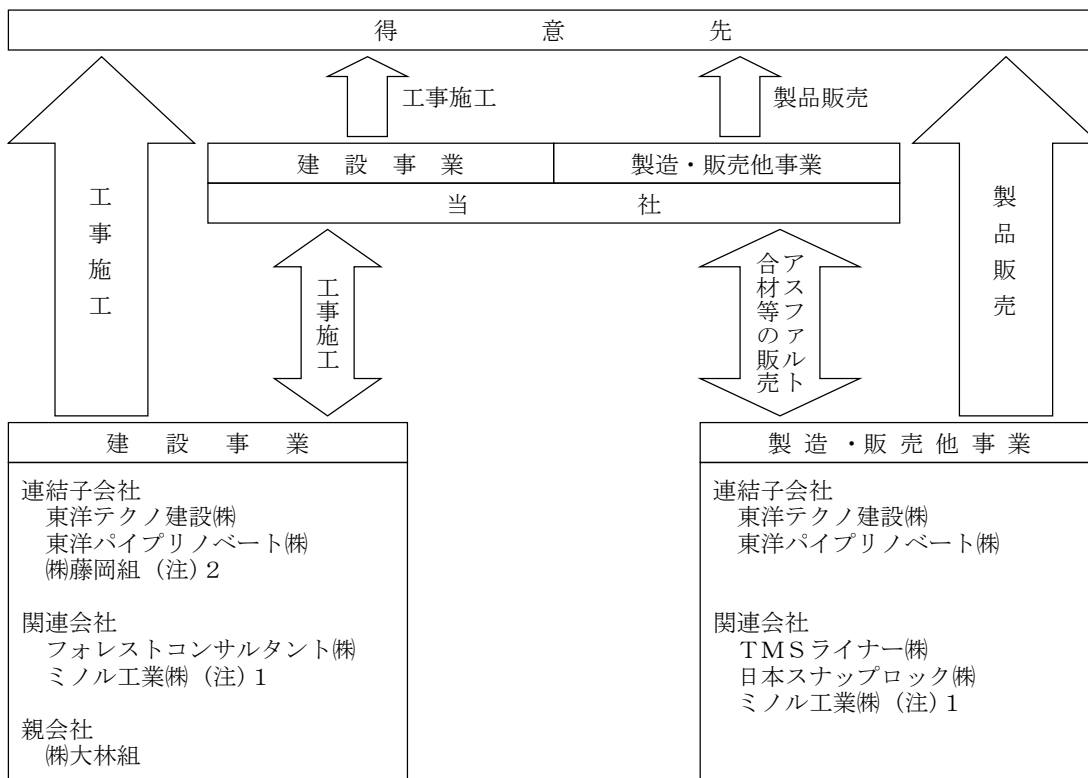 得意先
工事施工
製品販売
建設事業
製造・販売他事業
当社
工事施工
工事施工
アスファルト
合材等の販売
製品販売
建設事業
連結子会社
東洋テクノ建設㈱
東洋パイプリノベート㈱
㈱藤岡組（注）２
関連会社
フォレストコンサルタント㈱
ミノル工業㈱（注）１
親会社
㈱大林組
製造・販売他事業
連結子会社
東洋テクノ建設㈱
東洋パイプリノベート㈱
関連会社
ＴＭＳライナー㈱
日本スナップロック㈱
ミノル工業㈱（注）１